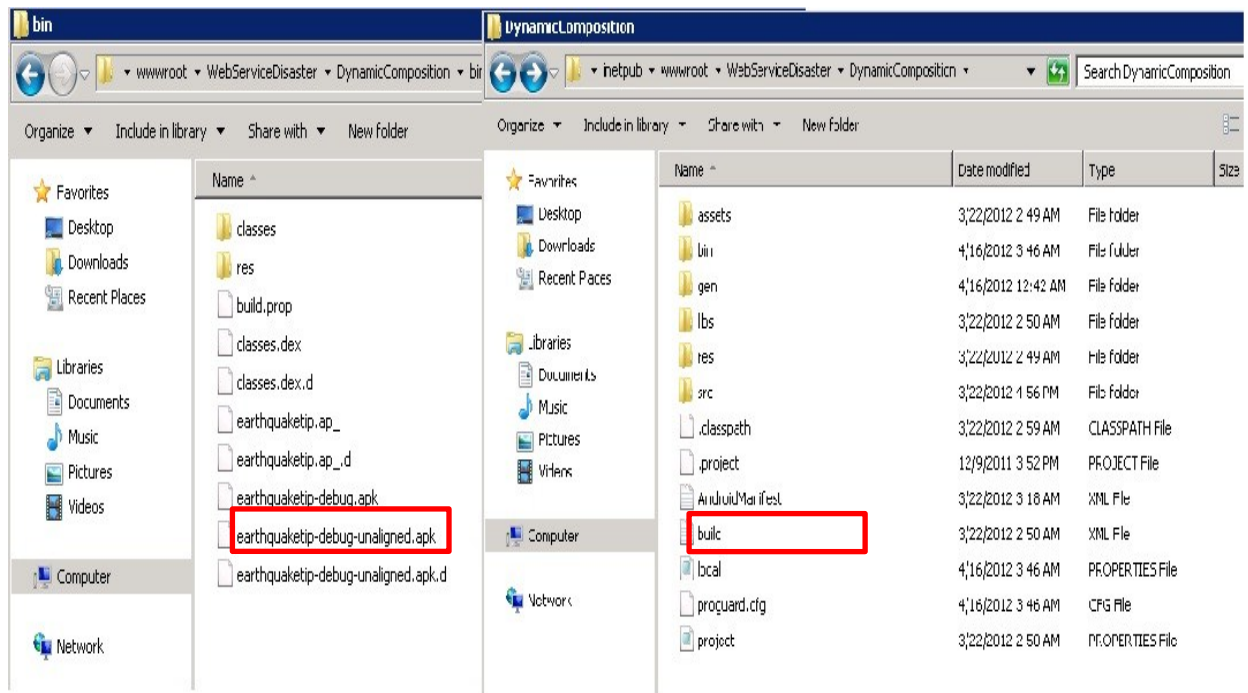 bin
wwwroot WebServiceDisaster DynamicComposition bin
Organize Include in library Share with New folder
Favorites
Desktop
Downloads
Recent Places
Libraries
Documents
Music
Pictures
Videos
Computer
Network
Name
classes
res
build.prop
classes.dex
classes.dex.d
earthquaketip.ap_
earthquaketip.ap_.d
earthquaketip-debug.apk
earthquaketip-debug-unaligned.apk
earthquaketip-debug-unaligned.apk.d
DynamicComposition
inetpub wwwroot WebServiceDisaster DynamicComposition Search DynamicComposition
Organize Include in library Share with New folder
Favorites
Desktop
Downloads
Recent Places
Libraries
Documents
Music
Pictures
Videos
Computer
Network
Name Date modified Type Size
assets 3/22/2012 2:49 AM File folder
bin 4/16/2012 3:46 AM File folder
gen 4/16/2012 12:42 AM File folder
libs 3/22/2012 2:50 AM File folder
res 3/22/2012 2:49 AM File folder
src 3/22/2012 4:56 PM File folder
.classpath 3/22/2012 2:59 AM CLASSPATH File
.project 12/9/2011 3:52 PM PROJECT File
AndroidManifest 3/22/2012 3:18 AM XML File
build 3/22/2012 2:50 AM XML File
local 4/16/2012 3:46 AM PROPERTIES File
proguard.cfg 4/16/2012 3:46 AM CFG File
project 3/22/2012 2:50 AM PROPERTIES File